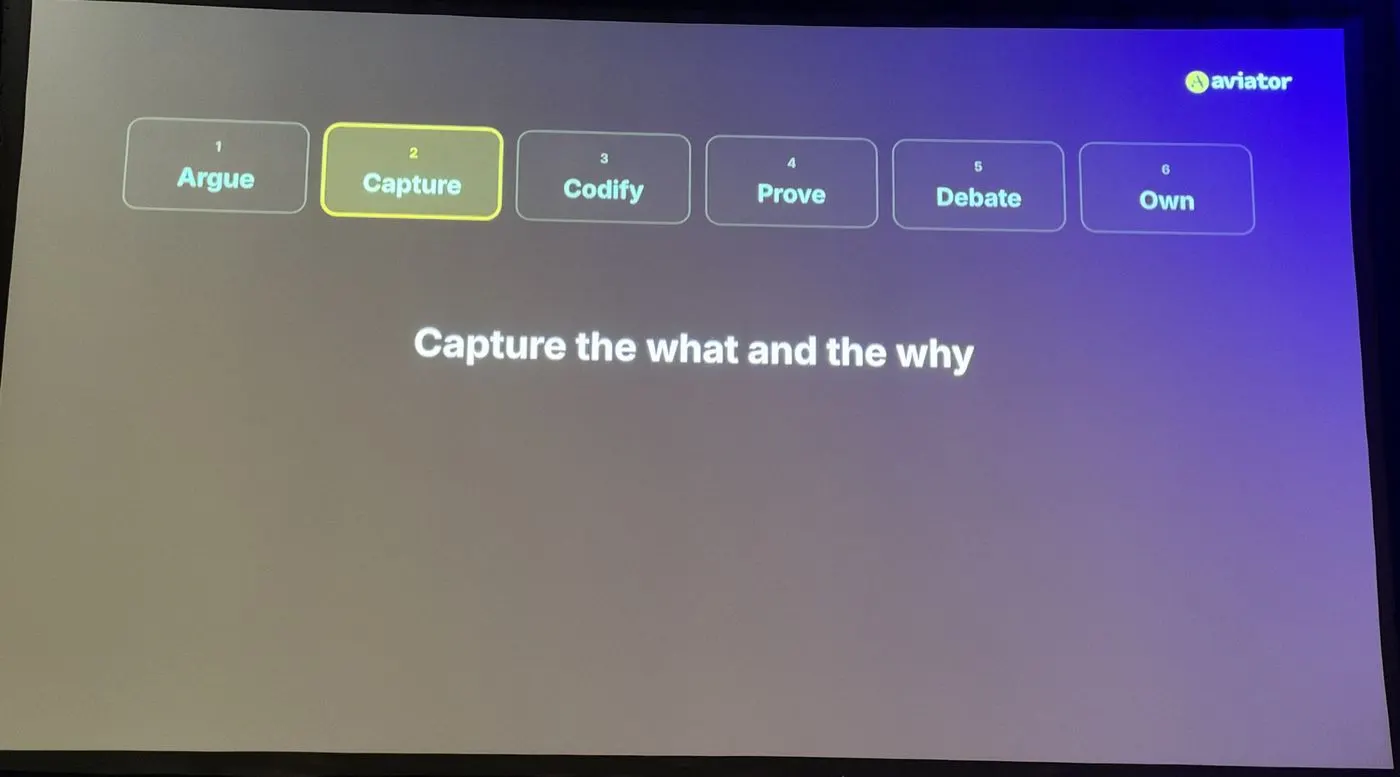 aviator
1
Argue
2
Capture
3
Codify
4
Prove
5
Debate
6
Own
Capture the what and the why